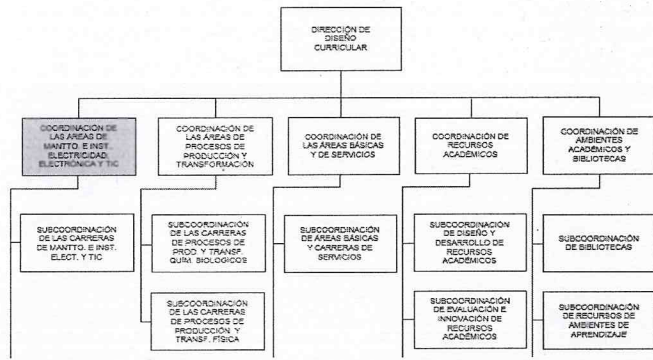 DIRECCIÓN DE
DISEÑO
CURRICULAR
COORDINACIÓN DE
LAS ÁREAS DE
MANTTO. E INST.
ELECTRICIDAD,
ELECTRÓNICA Y TIC
COORDINACIÓN DE
LAS ÁREAS DE
PROCESOS DE
PRODUCCIÓN Y
TRANSFORMACIÓN
COORDINACIÓN DE
LAS ÁREAS BÁSICAS
Y DE SERVICIOS
COORDINACIÓN DE
RECURSOS
ACADÉMICOS
COORDINACIÓN DE
AMBIENTES
ACADÉMICOS Y
BIBLIOTECAS
SUBCOORDINACIÓN
DE LAS CARRERAS
DE MANTTO. E INST.
ELECT. Y TIC
SUBCOORDINACIÓN
DE LAS CARRERAS
DE PROCESOS DE
PROD. Y TRANSF.
QUÍM. BIOLOGICOS
SUBCOORDINACIÓN
DE ÁREAS BÁSICAS
Y CARRERAS DE
SERVICIOS
SUBCOORDINACIÓN
DE DISEÑO Y
DESARROLLO DE
RECURSOS
ACADÉMICOS
SUBCOORDINACIÓN
DE BIBLIOTECAS
SUBCOORDINACIÓN
DE LAS CARRERAS
DE PROCESOS DE
PRODUCCIÓN Y
TRANSF. FÍSICA
SUBCOORDINACIÓN
DE EVALUACIÓN E
INNOVACIÓN DE
RECURSOS
ACADÉMICOS
SUBCOORDINACIÓN
DE RECURSOS DE
AMBIENTES DE
APRENDIZAJE